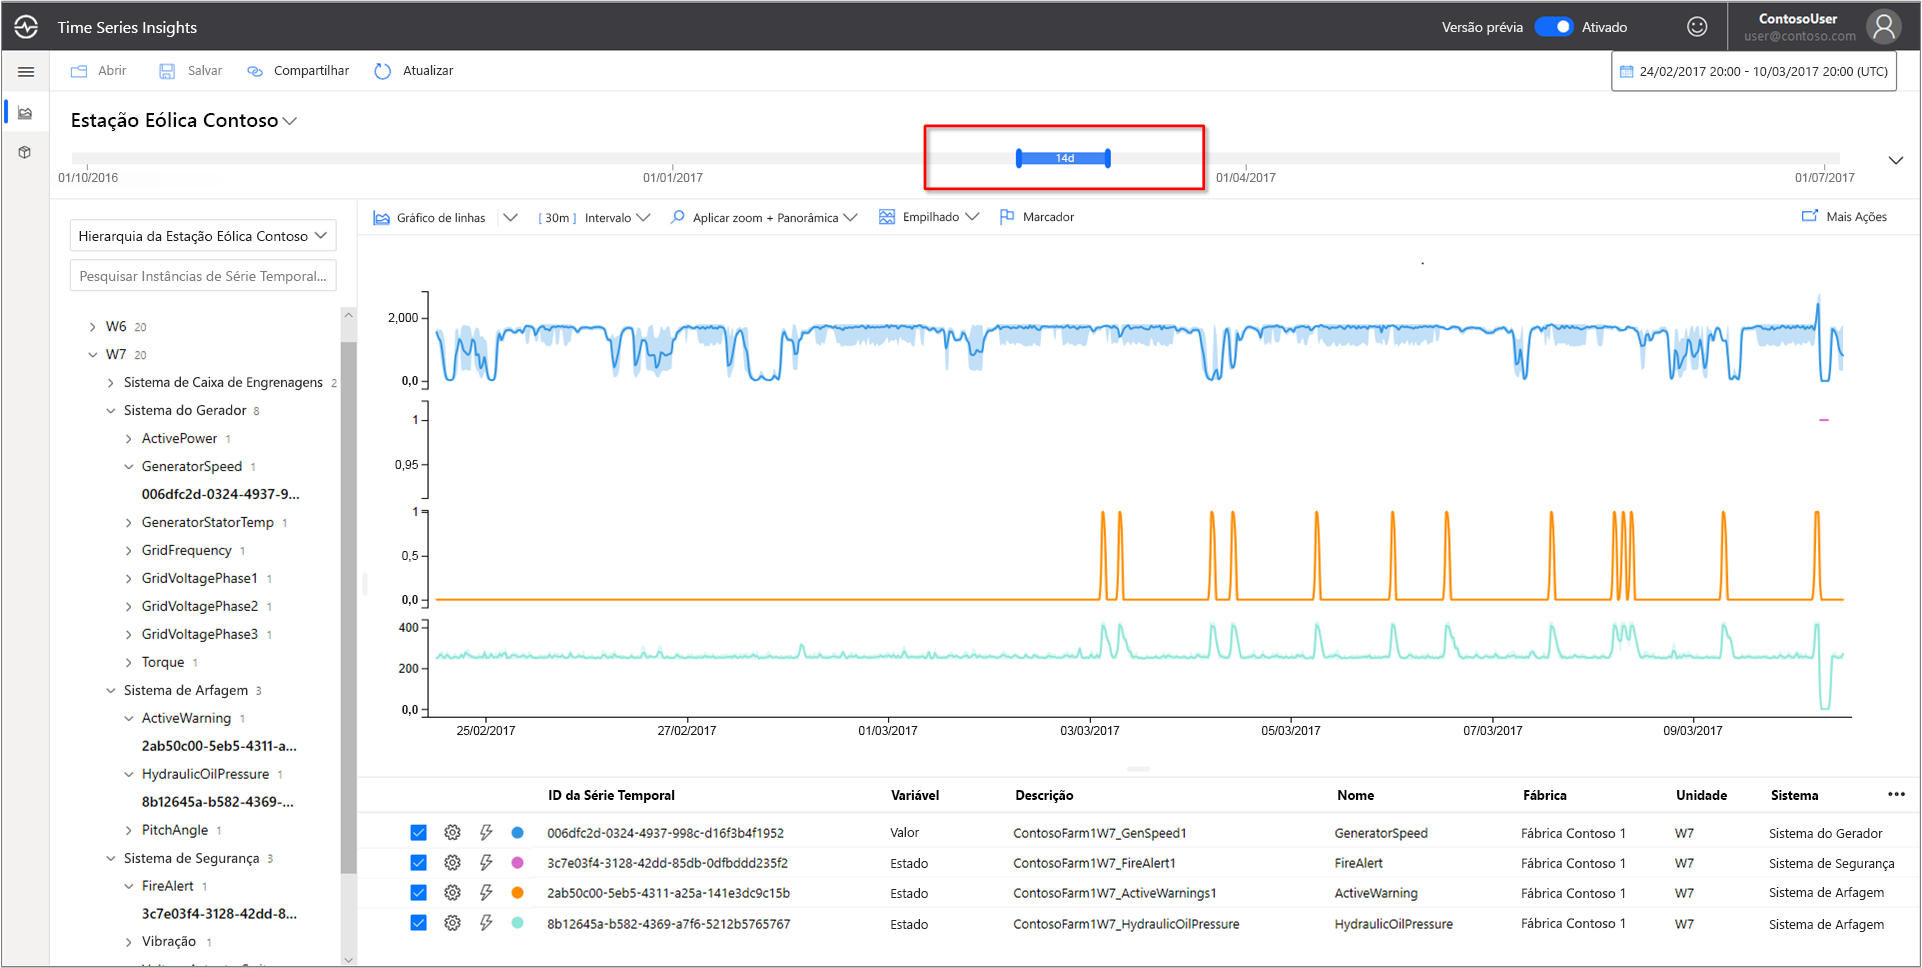 Time Series Insights
Versão prévia Ativado
ContosoUser
user@contoso.com
Abrir Salvar Compartilhar Atualizar
24/02/2017 20:00 - 10/03/2017 20:00 (UTC)
Estação Eólica Contoso
14d
01/10/2016 01/01/2017 01/04/2017 01/07/2017
Hierarquia da Estação Eólica Contoso
Pesquisar Instâncias de Série Temporal...
W6 20
W7 20
Sistema de Caixa de Engrenagens 2
Sistema do Gerador 8
ActivePower 1
GeneratorSpeed 1
006dfc2d-0324-4937-9...
GeneratorStatorTemp 1
GridFrequency 1
GridVoltagePhase1 1
GridVoltagePhase2 1
GridVoltagePhase3 1
Torque 1
Sistema de Arfagem 3
ActiveWarning 1
2ab50c00-5eb5-4311-a...
HydraulicOilPressure 1
8b12645a-b582-4369-...
PitchAngle 1
Sistema de Segurança 3
FireAlert 1
3c7e03f4-3128-42dd-8...
Vibração 1
Gráfico de linhas [ 30m ] Intervalo Aplicar zoom + Panorâmica Empilhado Marcador Mais Ações
2,000
0,0
1
0,95
1
0,5
0,0
400
200
0,0
25/02/2017 27/02/2017 01/03/2017 03/03/2017 05/03/2017 07/03/2017 09/03/2017
ID da Série Temporal Variável Descrição Nome Fábrica Unidade Sistema ...
006dfc2d-0324-4937-998c-d16f3b4f1952 Valor ContosoFarm1W7_GenSpeed1 GeneratorSpeed Fábrica Contoso 1 W7 Sistema do Gerador
3c7e03f4-3128-42dd-85db-0dfbddd235f2 Estado ContosoFarm1W7_FireAlert1 FireAlert Fábrica Contoso 1 W7 Sistema de Segurança
2ab50c00-5eb5-4311-a25a-141e3dc9c15b Estado ContosoFarm1W7_ActiveWarnings1 ActiveWarning Fábrica Contoso 1 W7 Sistema de Arfagem
8b12645a-b582-4369-a7f6-5212b5765767 Estado ContosoFarm1W7_HydraulicOilPressure HydraulicOilPressure Fábrica Contoso 1 W7 Sistema de Arfagem